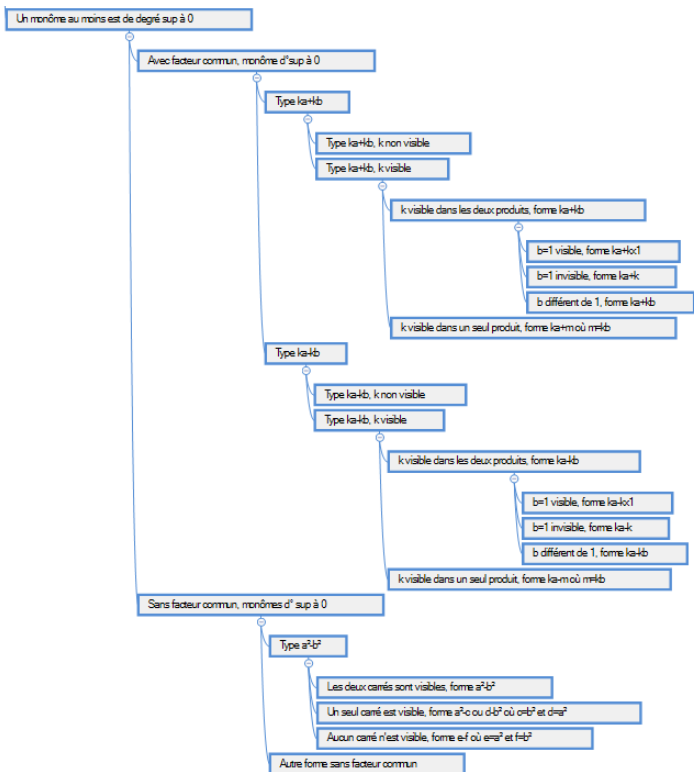 Un monôme au moins est de degré sup à 0
Avec facteur commun, monôme d°sup à 0
Type ka+kb
Type ka+kb, k non visible
Type ka+kb, k visible
k visible dans les deux produits, forme ka+kb
b=1 visible, forme ka+kx1
b=1 invisible, forme ka+k
b différent de 1, forme ka+kb
k visible dans un seul produit, forme ka+m où m=kb
Type ka-kb
Type ka-kb, k non visible
Type ka-kb, k visible
k visible dans les deux produits, forme ka-kb
b=1 visible, forme ka-kx1
b=1 invisible, forme ka-k
b différent de 1, forme ka-kb
k visible dans un seul produit, forme ka-m où m=kb
Sans facteur commun, monômes d° sup à 0
Type a²-b²
Les deux carrés sont visibles, forme a²-b²
Un seul carré est visible, forme a²-c ou d-b² où c=b² et d=a²
Aucun carré n'est visible, forme e-f où e=a² et f=b²
Autre forme sans facteur commun